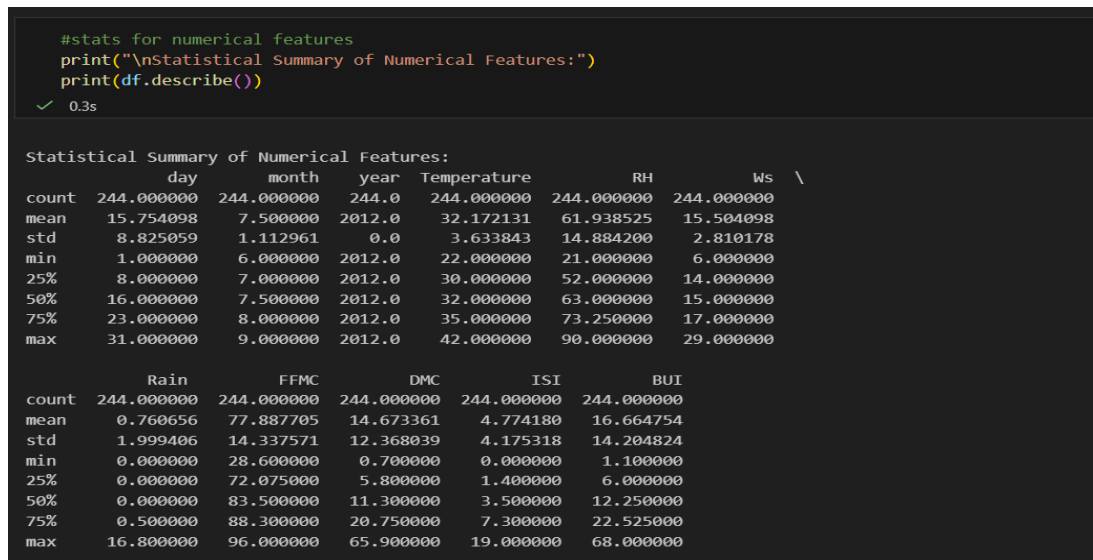 #stats for numerical features
print("\nStatistical Summary of Numerical Features:")
print(df.describe())
✓ 0.3s
Statistical Summary of Numerical Features:
              day       month    year  Temperature          RH          Ws  \
count  244.000000  244.000000   244.0   244.000000  244.000000  244.000000
mean    15.754098    7.500000  2012.0    32.172131   61.938525   15.504098
std      8.825059    1.112961     0.0     3.633843   14.884200    2.810178
min      1.000000    6.000000  2012.0    22.000000   21.000000    6.000000
25%      8.000000    7.000000  2012.0    30.000000   52.000000   14.000000
50%     16.000000    7.500000  2012.0    32.000000   63.000000   15.000000
75%     23.000000    8.000000  2012.0    35.000000   73.250000   17.000000
max     31.000000    9.000000  2012.0    42.000000   90.000000   29.000000
             Rain        FFMC         DMC         ISI         BUI
count  244.000000  244.000000  244.000000  244.000000  244.000000
mean     0.760656   77.887705   14.673361    4.774180   16.664754
std      1.999406   14.337571   12.368039    4.175318   14.204824
min      0.000000   28.600000    0.700000    0.000000    1.100000
25%      0.000000   72.075000    5.800000    1.400000    6.000000
50%      0.000000   83.500000   11.300000    3.500000   12.250000
75%      0.500000   88.300000   20.750000    7.300000   22.525000
max     16.800000   96.000000   65.900000   19.000000   68.000000